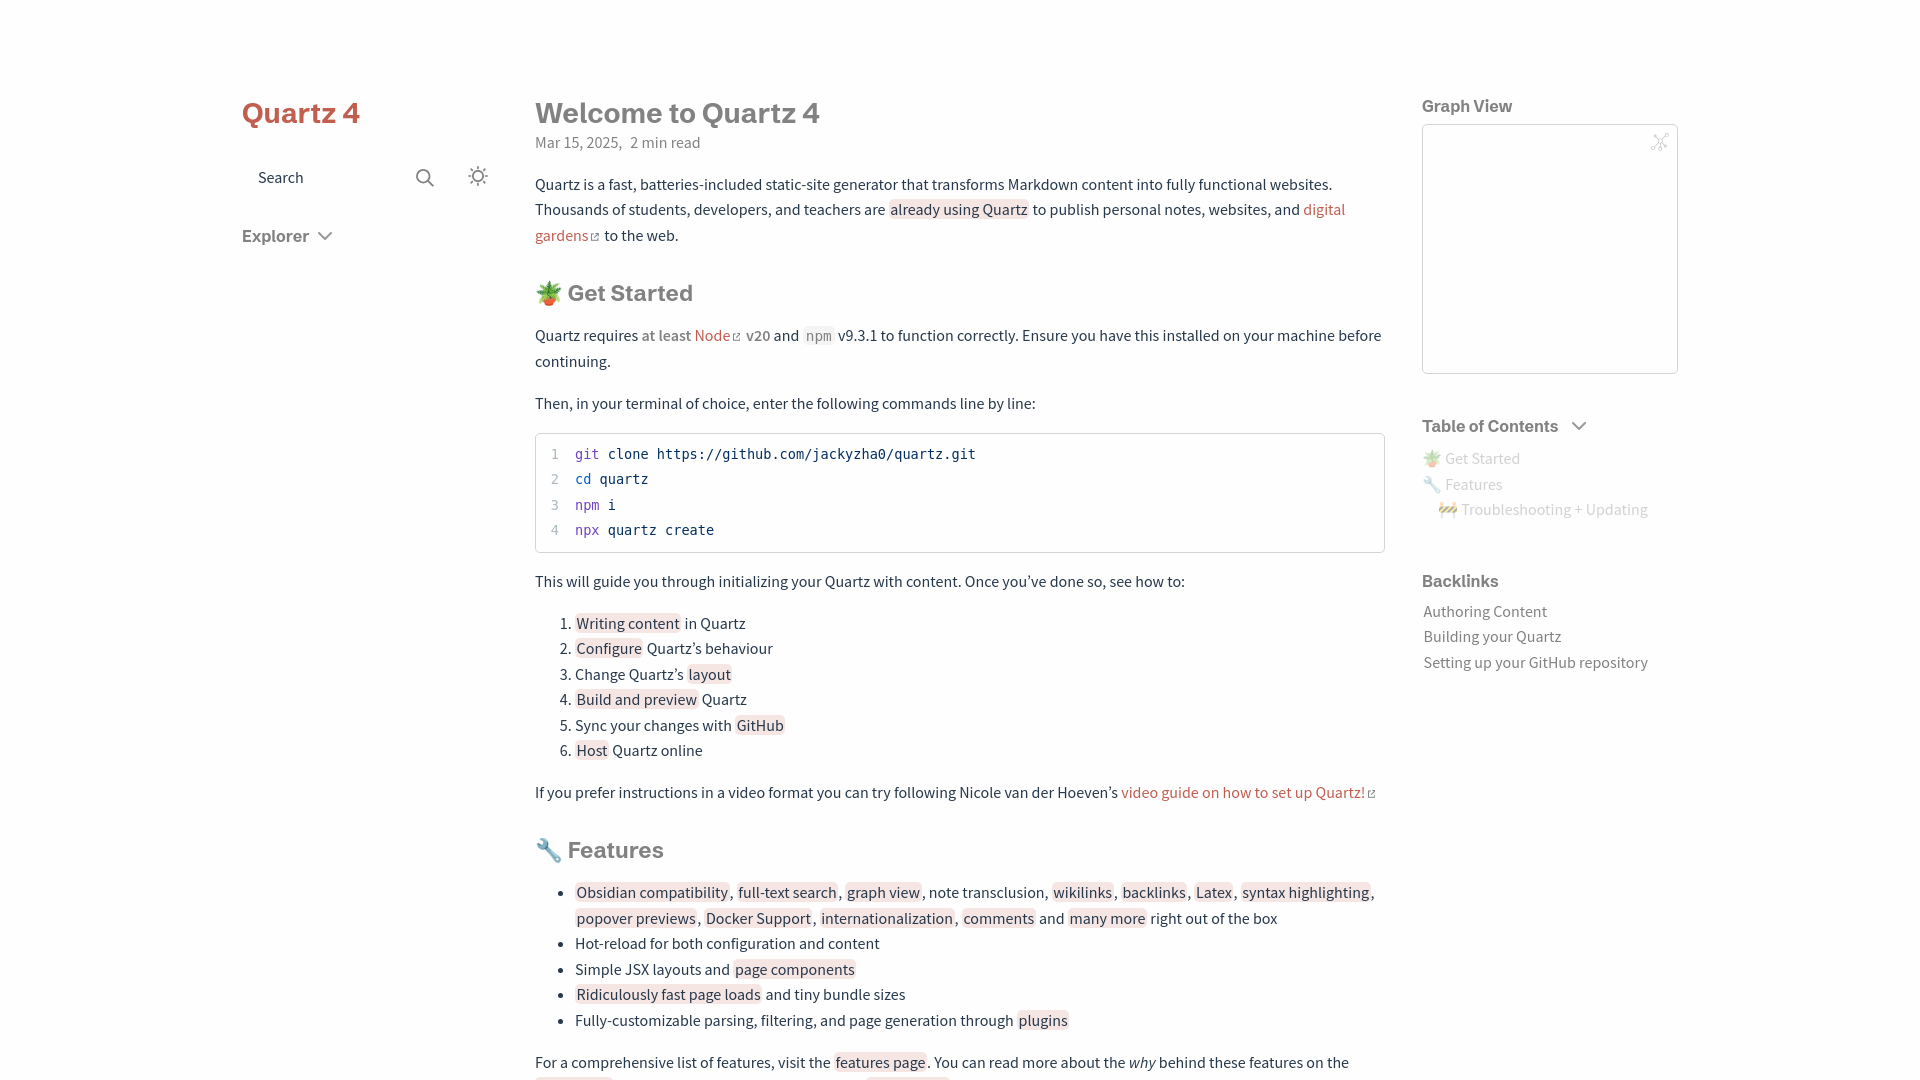 Quartz 4
Search
Explorer
Welcome to Quartz 4
Mar 15, 2025, 2 min read
Quartz is a fast, batteries-included static-site generator that transforms Markdown content into fully functional websites.
Thousands of students, developers, and teachers are already using Quartz to publish personal notes, websites, and digital
gardens to the web.
🪴 Get Started
Quartz requires at least Node v20 and npm v9.3.1 to function correctly. Ensure you have this installed on your machine before
continuing.
Then, in your terminal of choice, enter the following commands line by line:
1 git clone https://github.com/jackyzha0/quartz.git
2 cd quartz
3 npm i
4 npx quartz create
This will guide you through initializing your Quartz with content. Once you’ve done so, see how to:
1. Writing content in Quartz
2. Configure Quartz’s behaviour
3. Change Quartz’s layout
4. Build and preview Quartz
5. Sync your changes with GitHub
6. Host Quartz online
If you prefer instructions in a video format you can try following Nicole van der Hoeven’s video guide on how to set up Quartz!
🔧 Features
• Obsidian compatibility, full-text search, graph view, note transclusion, wikilinks, backlinks, Latex, syntax highlighting,
popover previews, Docker Support, internationalization, comments and many more right out of the box
• Hot-reload for both configuration and content
• Simple JSX layouts and page components
• Ridiculously fast page loads and tiny bundle sizes
• Fully-customizable parsing, filtering, and page generation through plugins
For a comprehensive list of features, visit the features page. You can read more about the why behind these features on the
Graph View
Table of Contents
🪴 Get Started
🔧 Features
🚧 Troubleshooting + Updating
Backlinks
Authoring Content
Building your Quartz
Setting up your GitHub repository